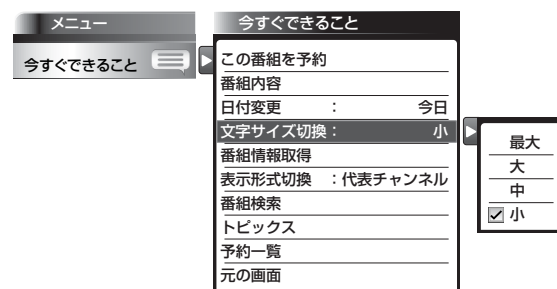 メニュー
今すぐできること
今すぐできること
この番組を予約
番組内容
日付変更 : 今日
文字サイズ切換: 小
番組情報取得
表示形式切換 :代表チャンネル
番組検索
トピックス
予約一覧
元の画面
最大
大
中
小